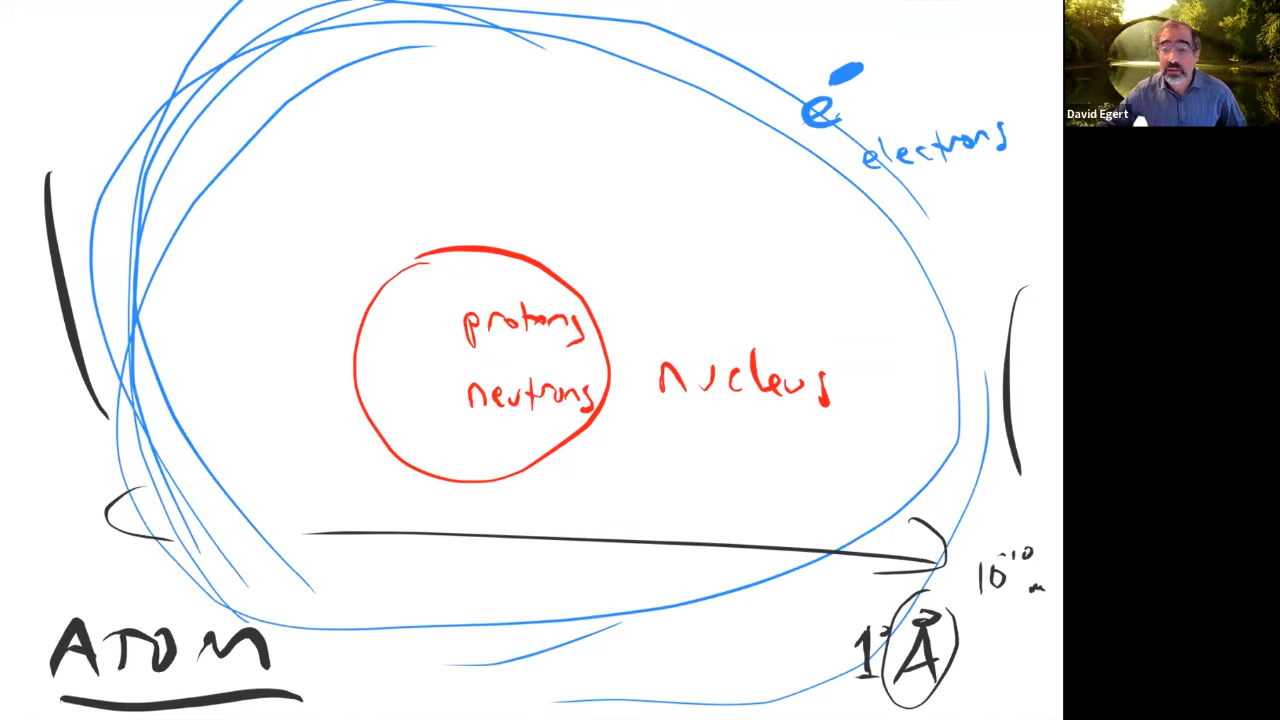 e-
electrons
David Egert
protons
neutrons
nucleus
10⁻¹⁰ m
ATOM
1 Å